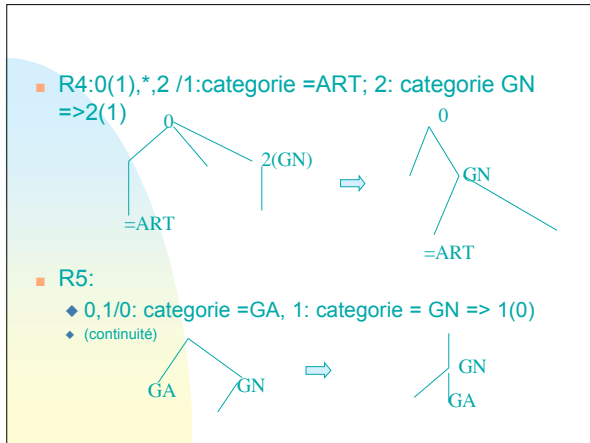 R4:0(1),*,2 /1:categorie =ART; 2: categorie GN
=>2(1)
0
0
2(GN)
GN
=ART
=ART
R5:
0,1/0: categorie =GA, 1: categorie = GN => 1(0)
(continuité)
GA
GN
GN
GA